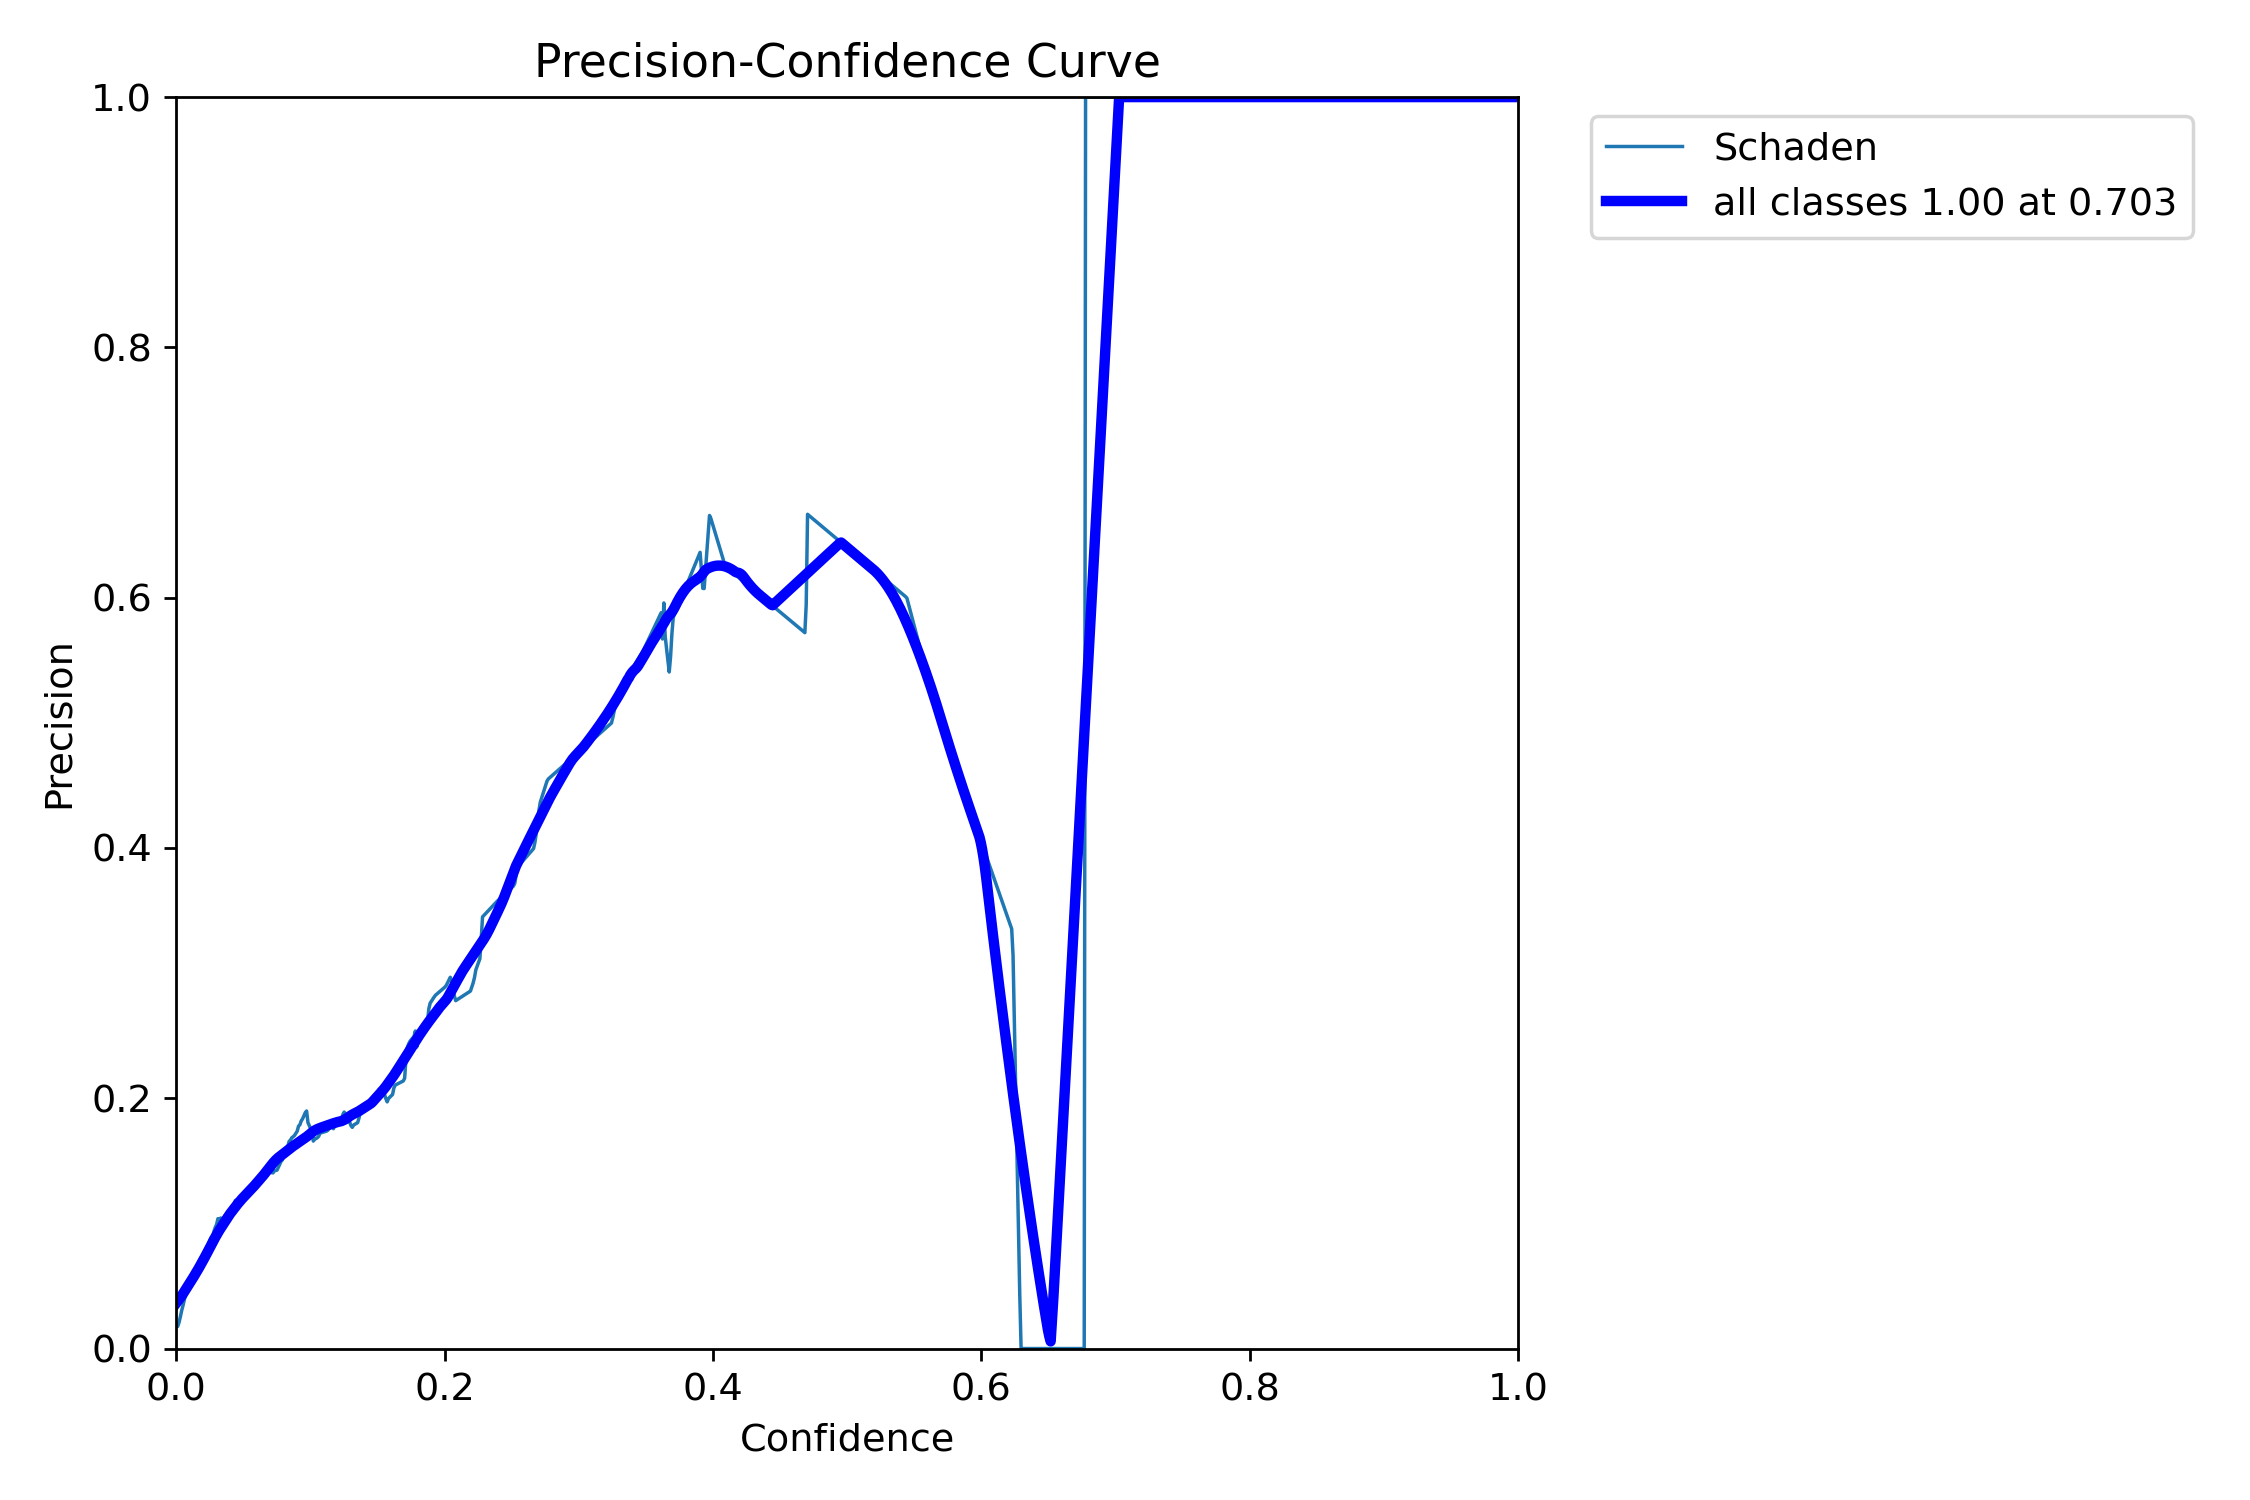 Precision-Confidence Curve
1.0
0.8
0.6
0.4
0.2
0.0
Precision
0.0 0.2 0.4 0.6 0.8 1.0
Confidence
Schaden
all classes 1.00 at 0.703